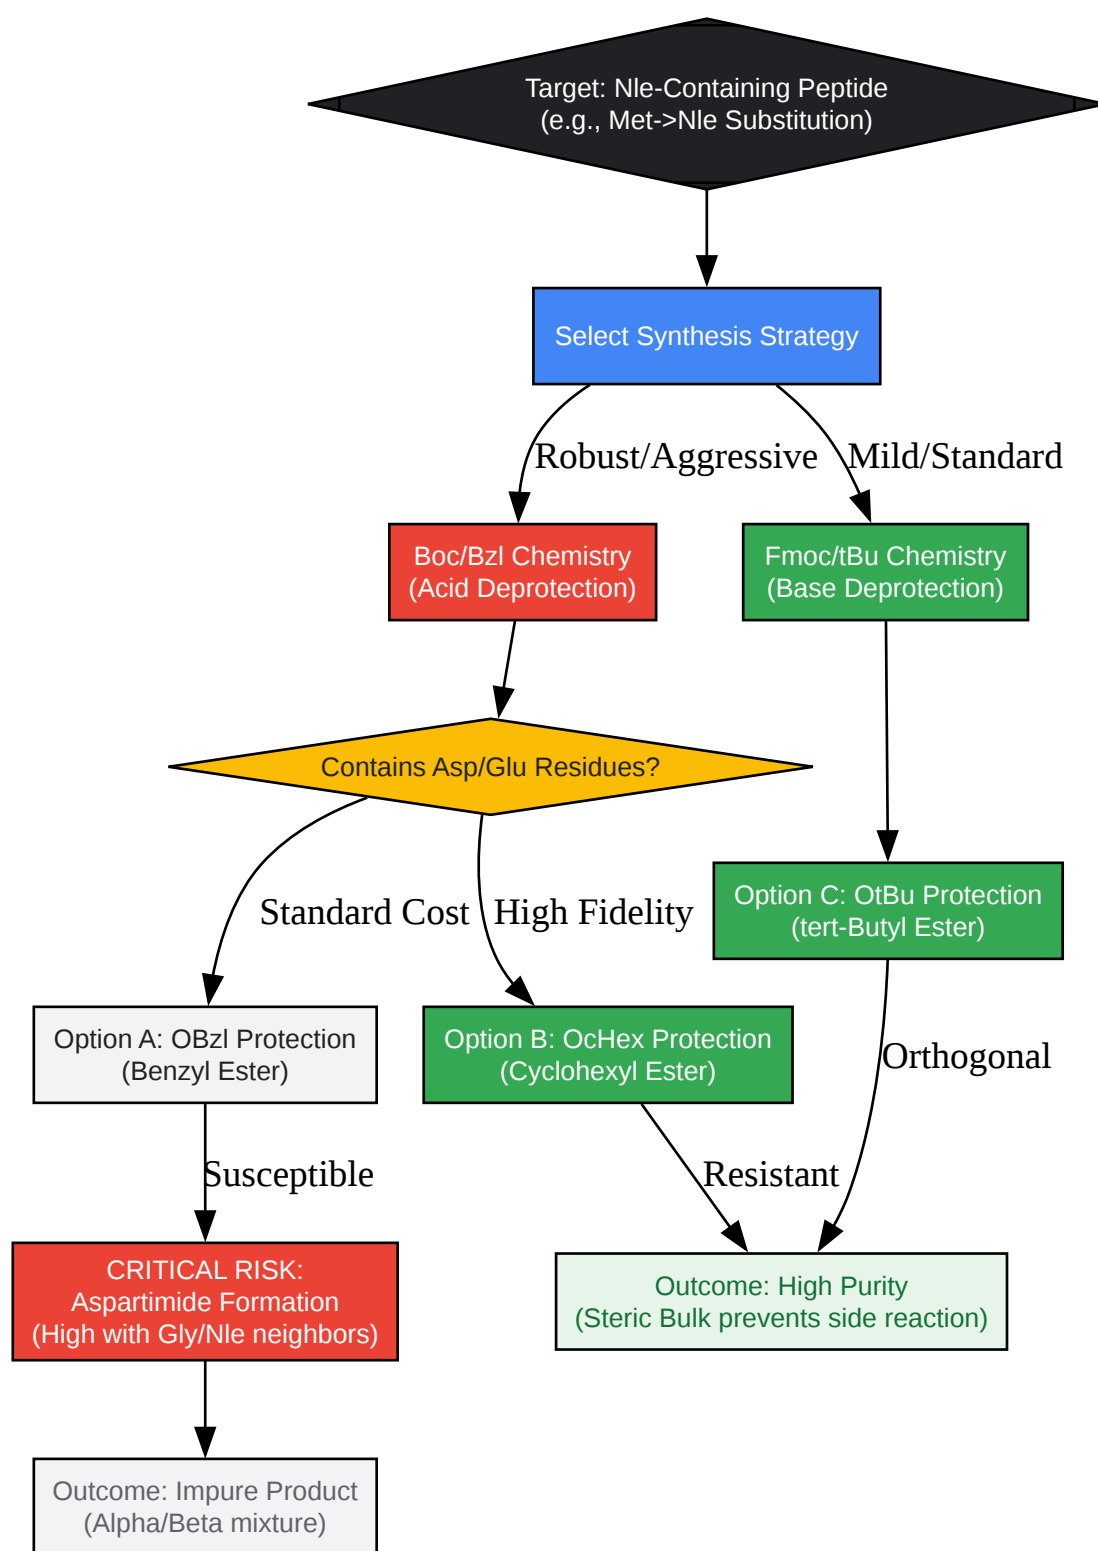 Target: Nle-Containing Peptide
(e.g., Met->Nle Substitution)
Select Synthesis Strategy
Robust/Aggressive
Mild/Standard
Boc/Bzl Chemistry
(Acid Deprotection)
Fmoc/tBu Chemistry
(Base Deprotection)
Contains Asp/Glu Residues?
Standard Cost
High Fidelity
Option C: OtBu Protection
(tert-Butyl Ester)
Option A: OBzl Protection
(Benzyl Ester)
Option B: OcHex Protection
(Cyclohexyl Ester)
Orthogonal
Susceptible
Resistant
CRITICAL RISK:
Aspartimide Formation
(High with Gly/Nle neighbors)
Outcome: High Purity
(Steric Bulk prevents side reaction)
Outcome: Impure Product
(Alpha/Beta mixture)